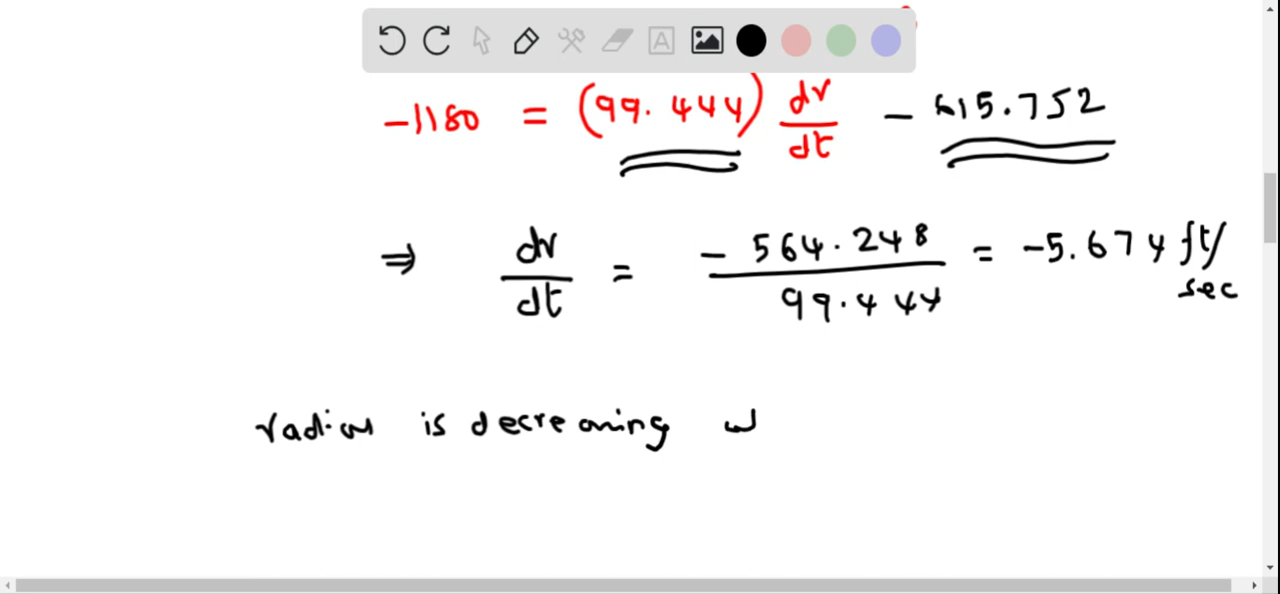 -1180 = (99.444) dr/dt - 615.752
⇒ dr/dt = - 564.248 / 99.444 = -5.674 ft/sec
radius is decreasing w